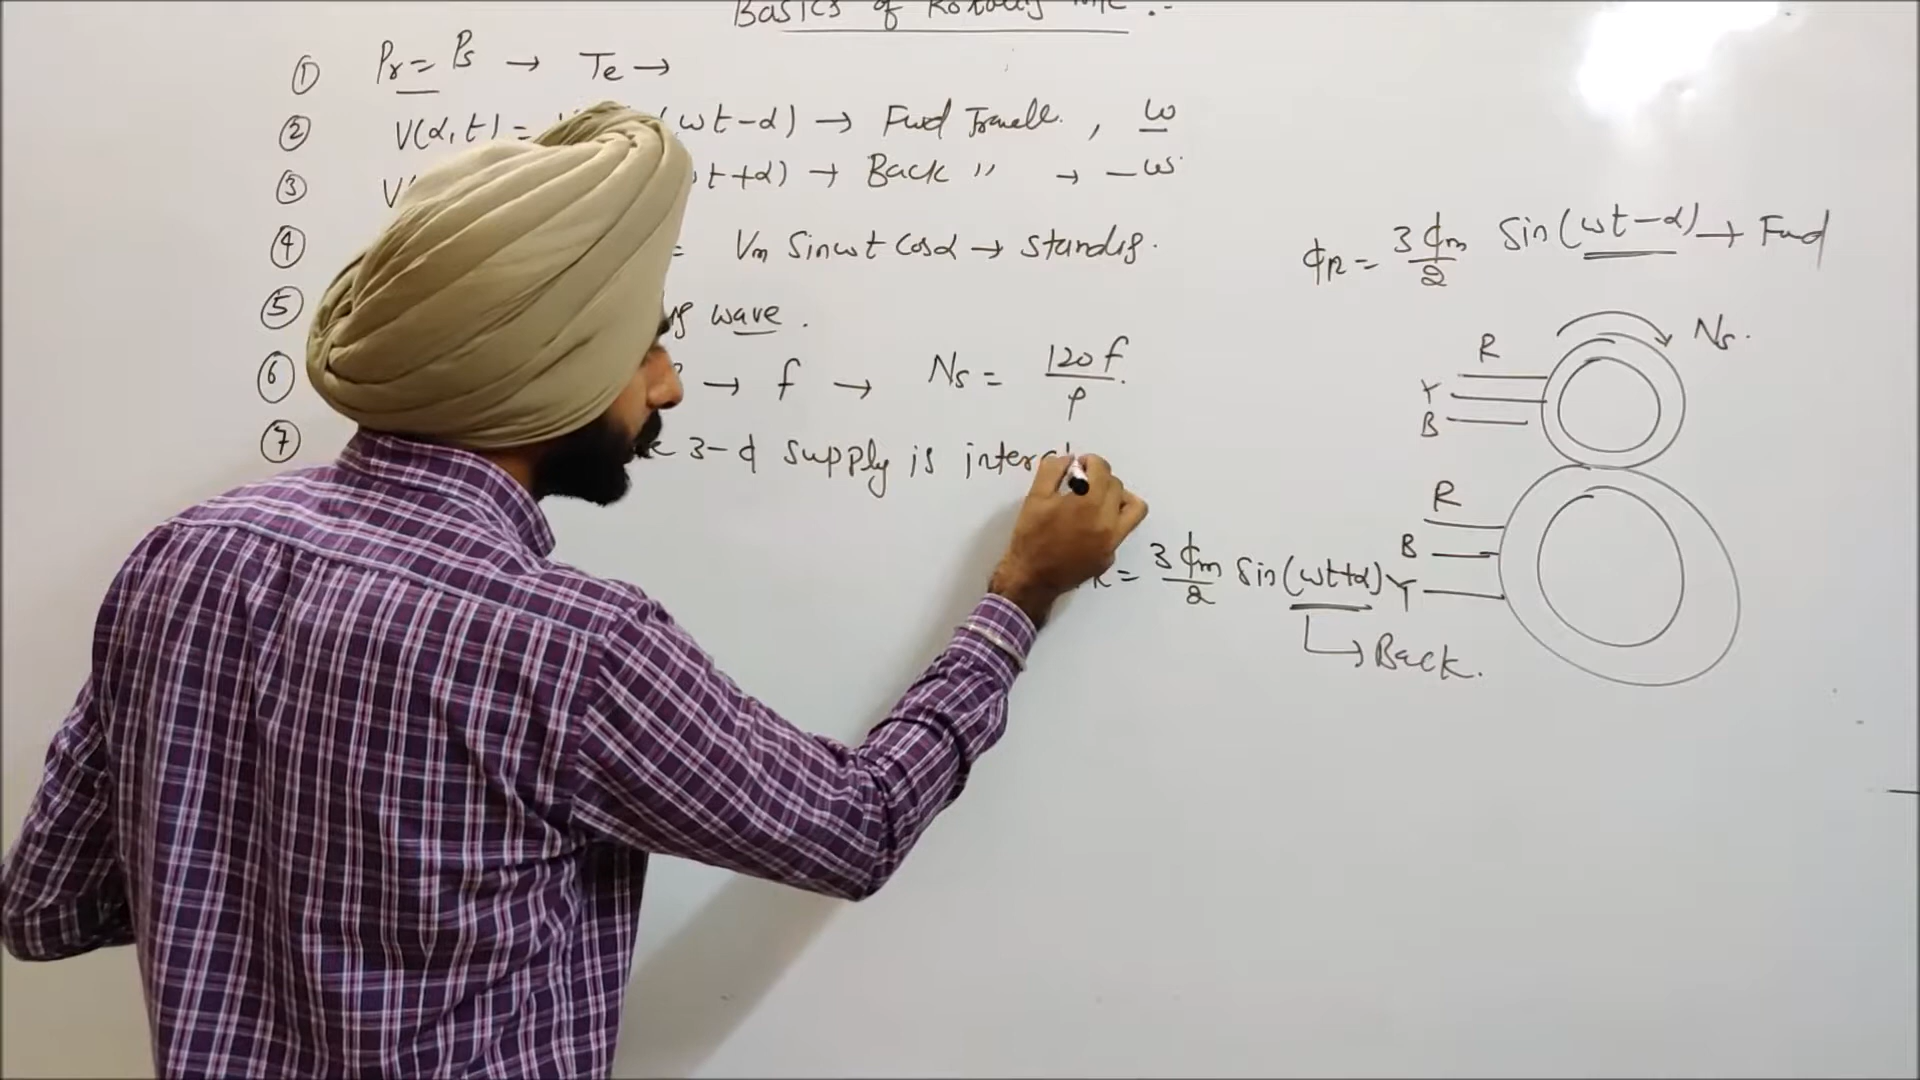 Basics of Rotating M/c :-
① Pr = Ps → Te →
② V(α,t) = (ωt-α) → Fwd Travell. , ω
③ t+α) → Back " → -ω
④ = Vm Sinωt Cosα → Standig.
⑤ wave .
⑥ → f → Ns = 120f/P
⑦ 3-ϕ Supply is interch
ϕR = 3ϕm/2 Sin(ωt-α) → Fwd
Ns.
R
Y
B
R
B
Y
= 3ϕm/2 Sin(ωt+α)
→ Back.